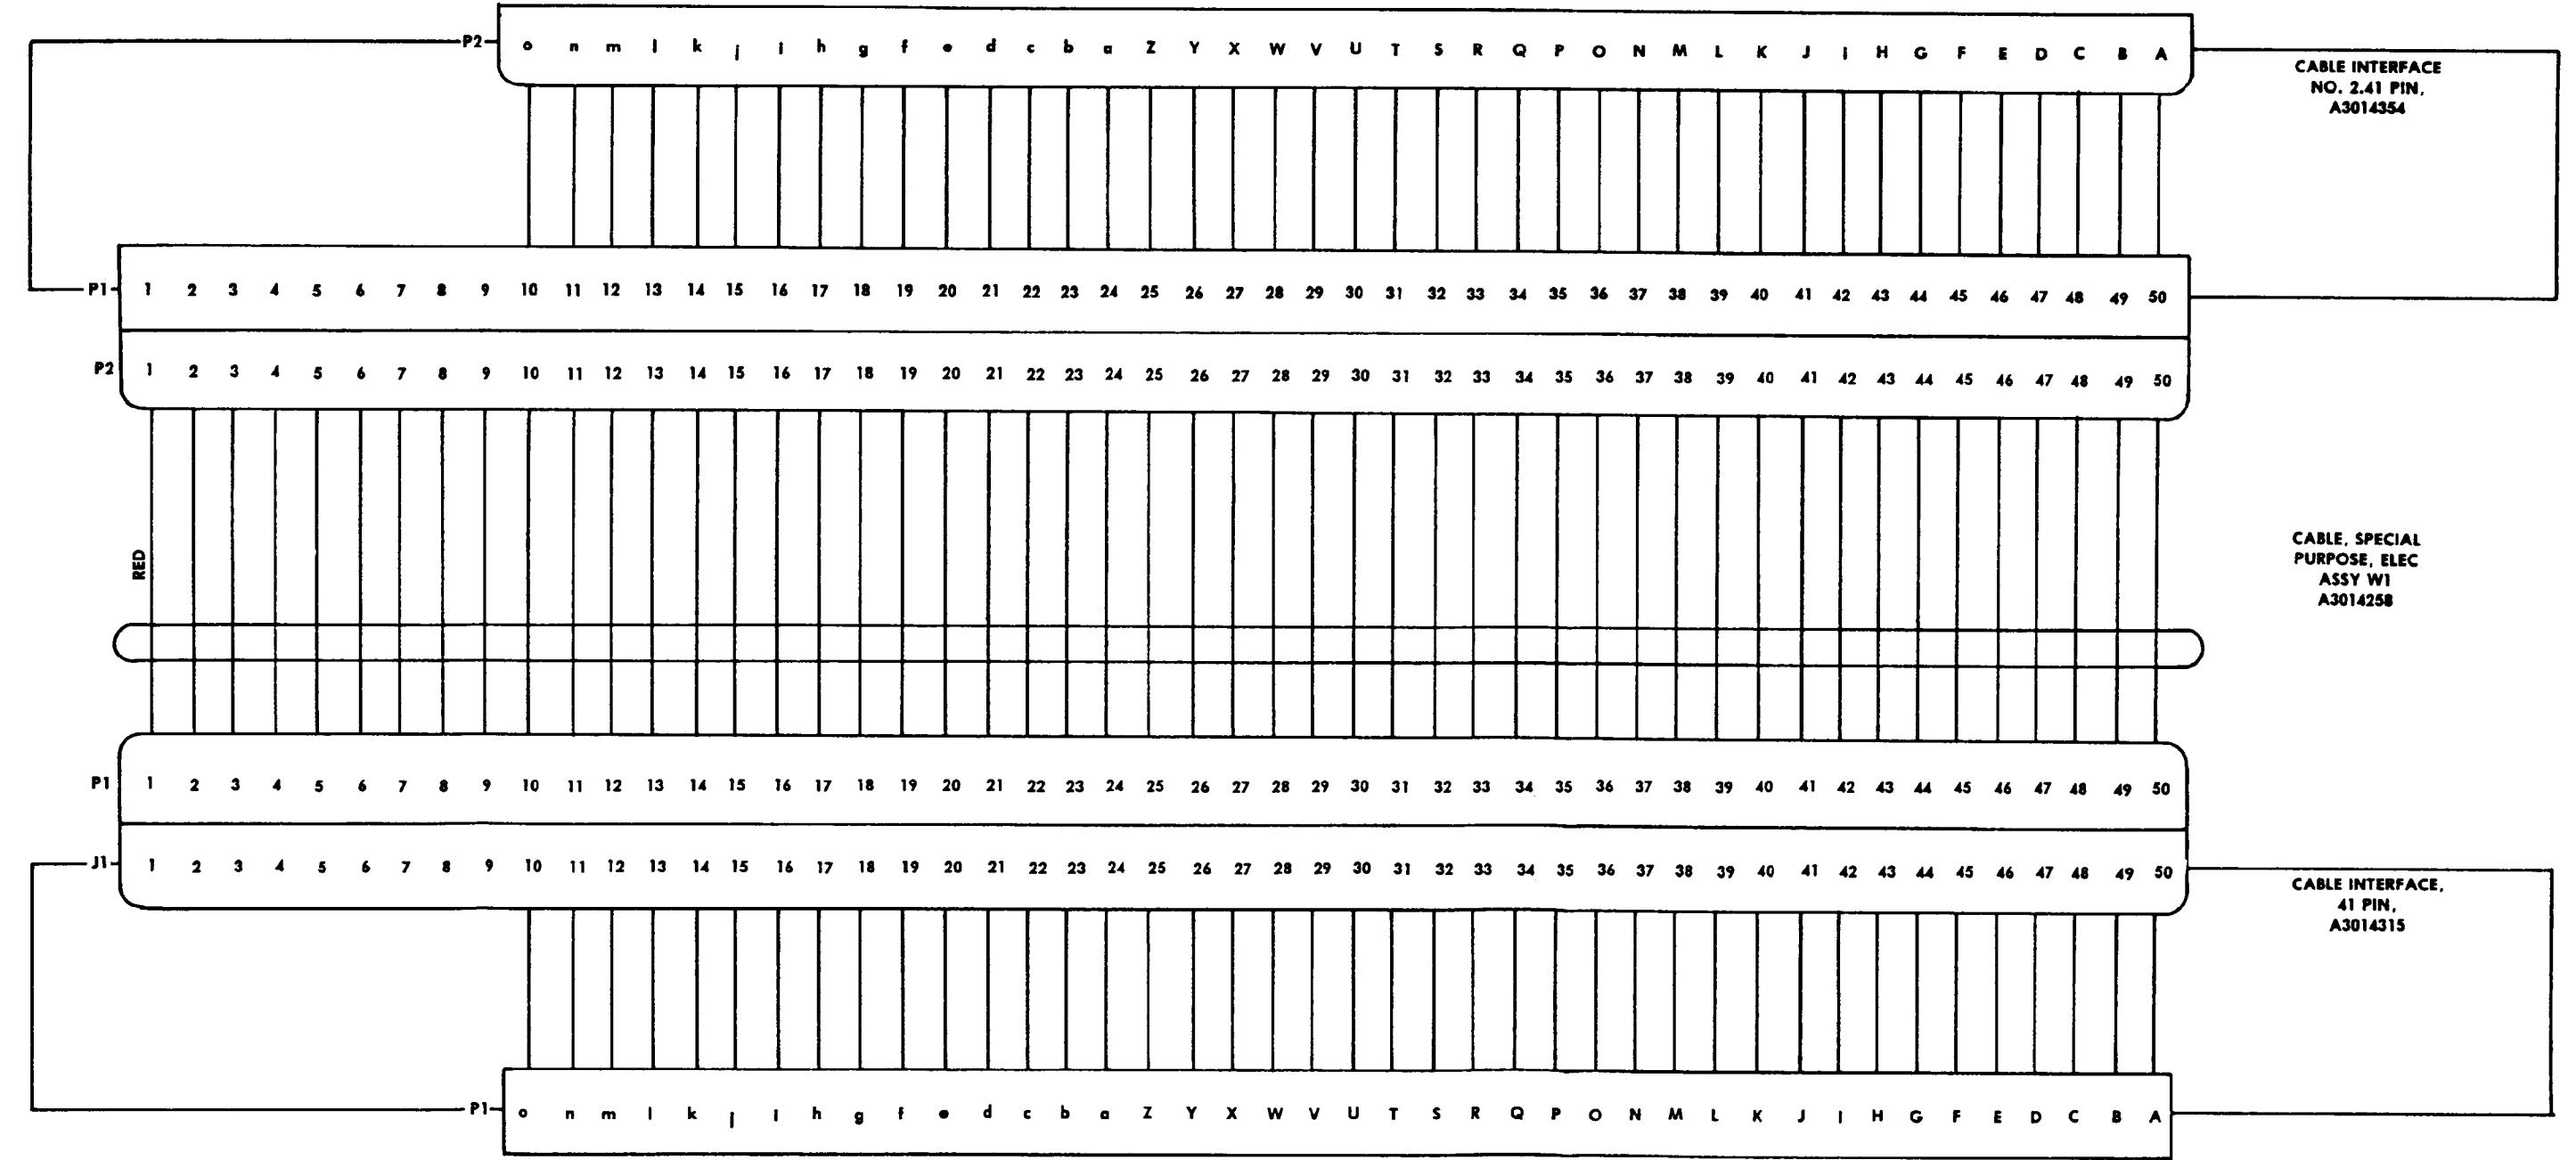 P2 o n m l k j i h g f e d c b a Z Y X W V U T S R Q P O N M L K J I H G F E D C B A
CABLE INTERFACE
NO. 2.41 PIN,
A3014354
P1 1 2 3 4 5 6 7 8 9 10 11 12 13 14 15 16 17 18 19 20 21 22 23 24 25 26 27 28 29 30 31 32 33 34 35 36 37 38 39 40 41 42 43 44 45 46 47 48 49 50
P2 1 2 3 4 5 6 7 8 9 10 11 12 13 14 15 16 17 18 19 20 21 22 23 24 25 26 27 28 29 30 31 32 33 34 35 36 37 38 39 40 41 42 43 44 45 46 47 48 49 50
RED
CABLE, SPECIAL
PURPOSE, ELEC
ASSY W1
A3014258
P1 1 2 3 4 5 6 7 8 9 10 11 12 13 14 15 16 17 18 19 20 21 22 23 24 25 26 27 28 29 30 31 32 33 34 35 36 37 38 39 40 41 42 43 44 45 46 47 48 49 50
J1 1 2 3 4 5 6 7 8 9 10 11 12 13 14 15 16 17 18 19 20 21 22 23 24 25 26 27 28 29 30 31 32 33 34 35 36 37 38 39 40 41 42 43 44 45 46 47 48 49 50
CABLE INTERFACE,
41 PIN,
A3014315
P1 o n m l k j i h g f e d c b a Z Y X W V U T S R Q P O N M L K J I H G F E D C B A